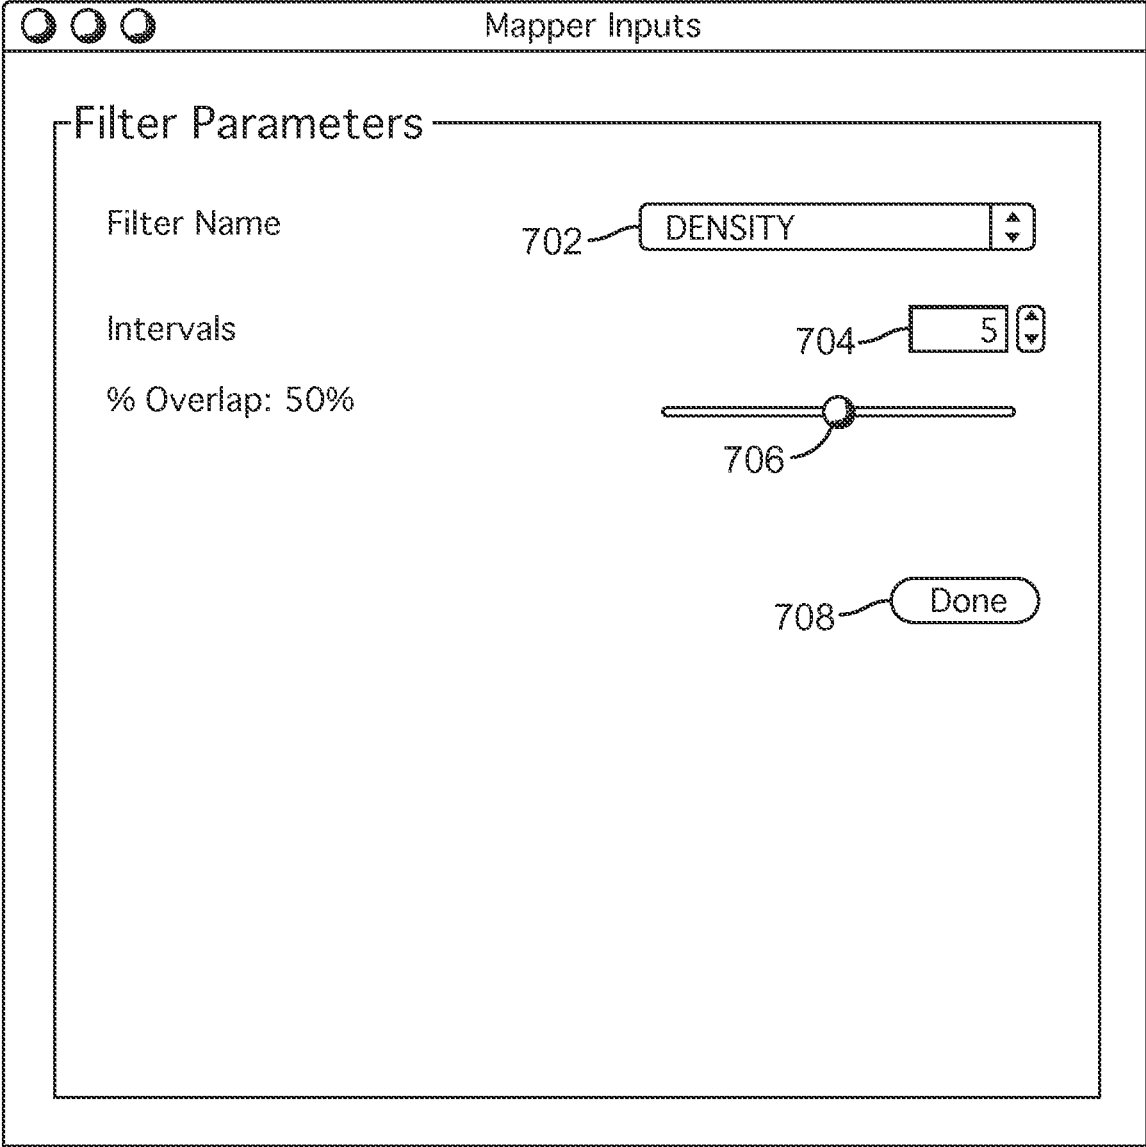 Mapper Inputs
Filter Parameters
Filter Name
702
DENSITY
Intervals
704
5
% Overlap: 50%
706
708
Done